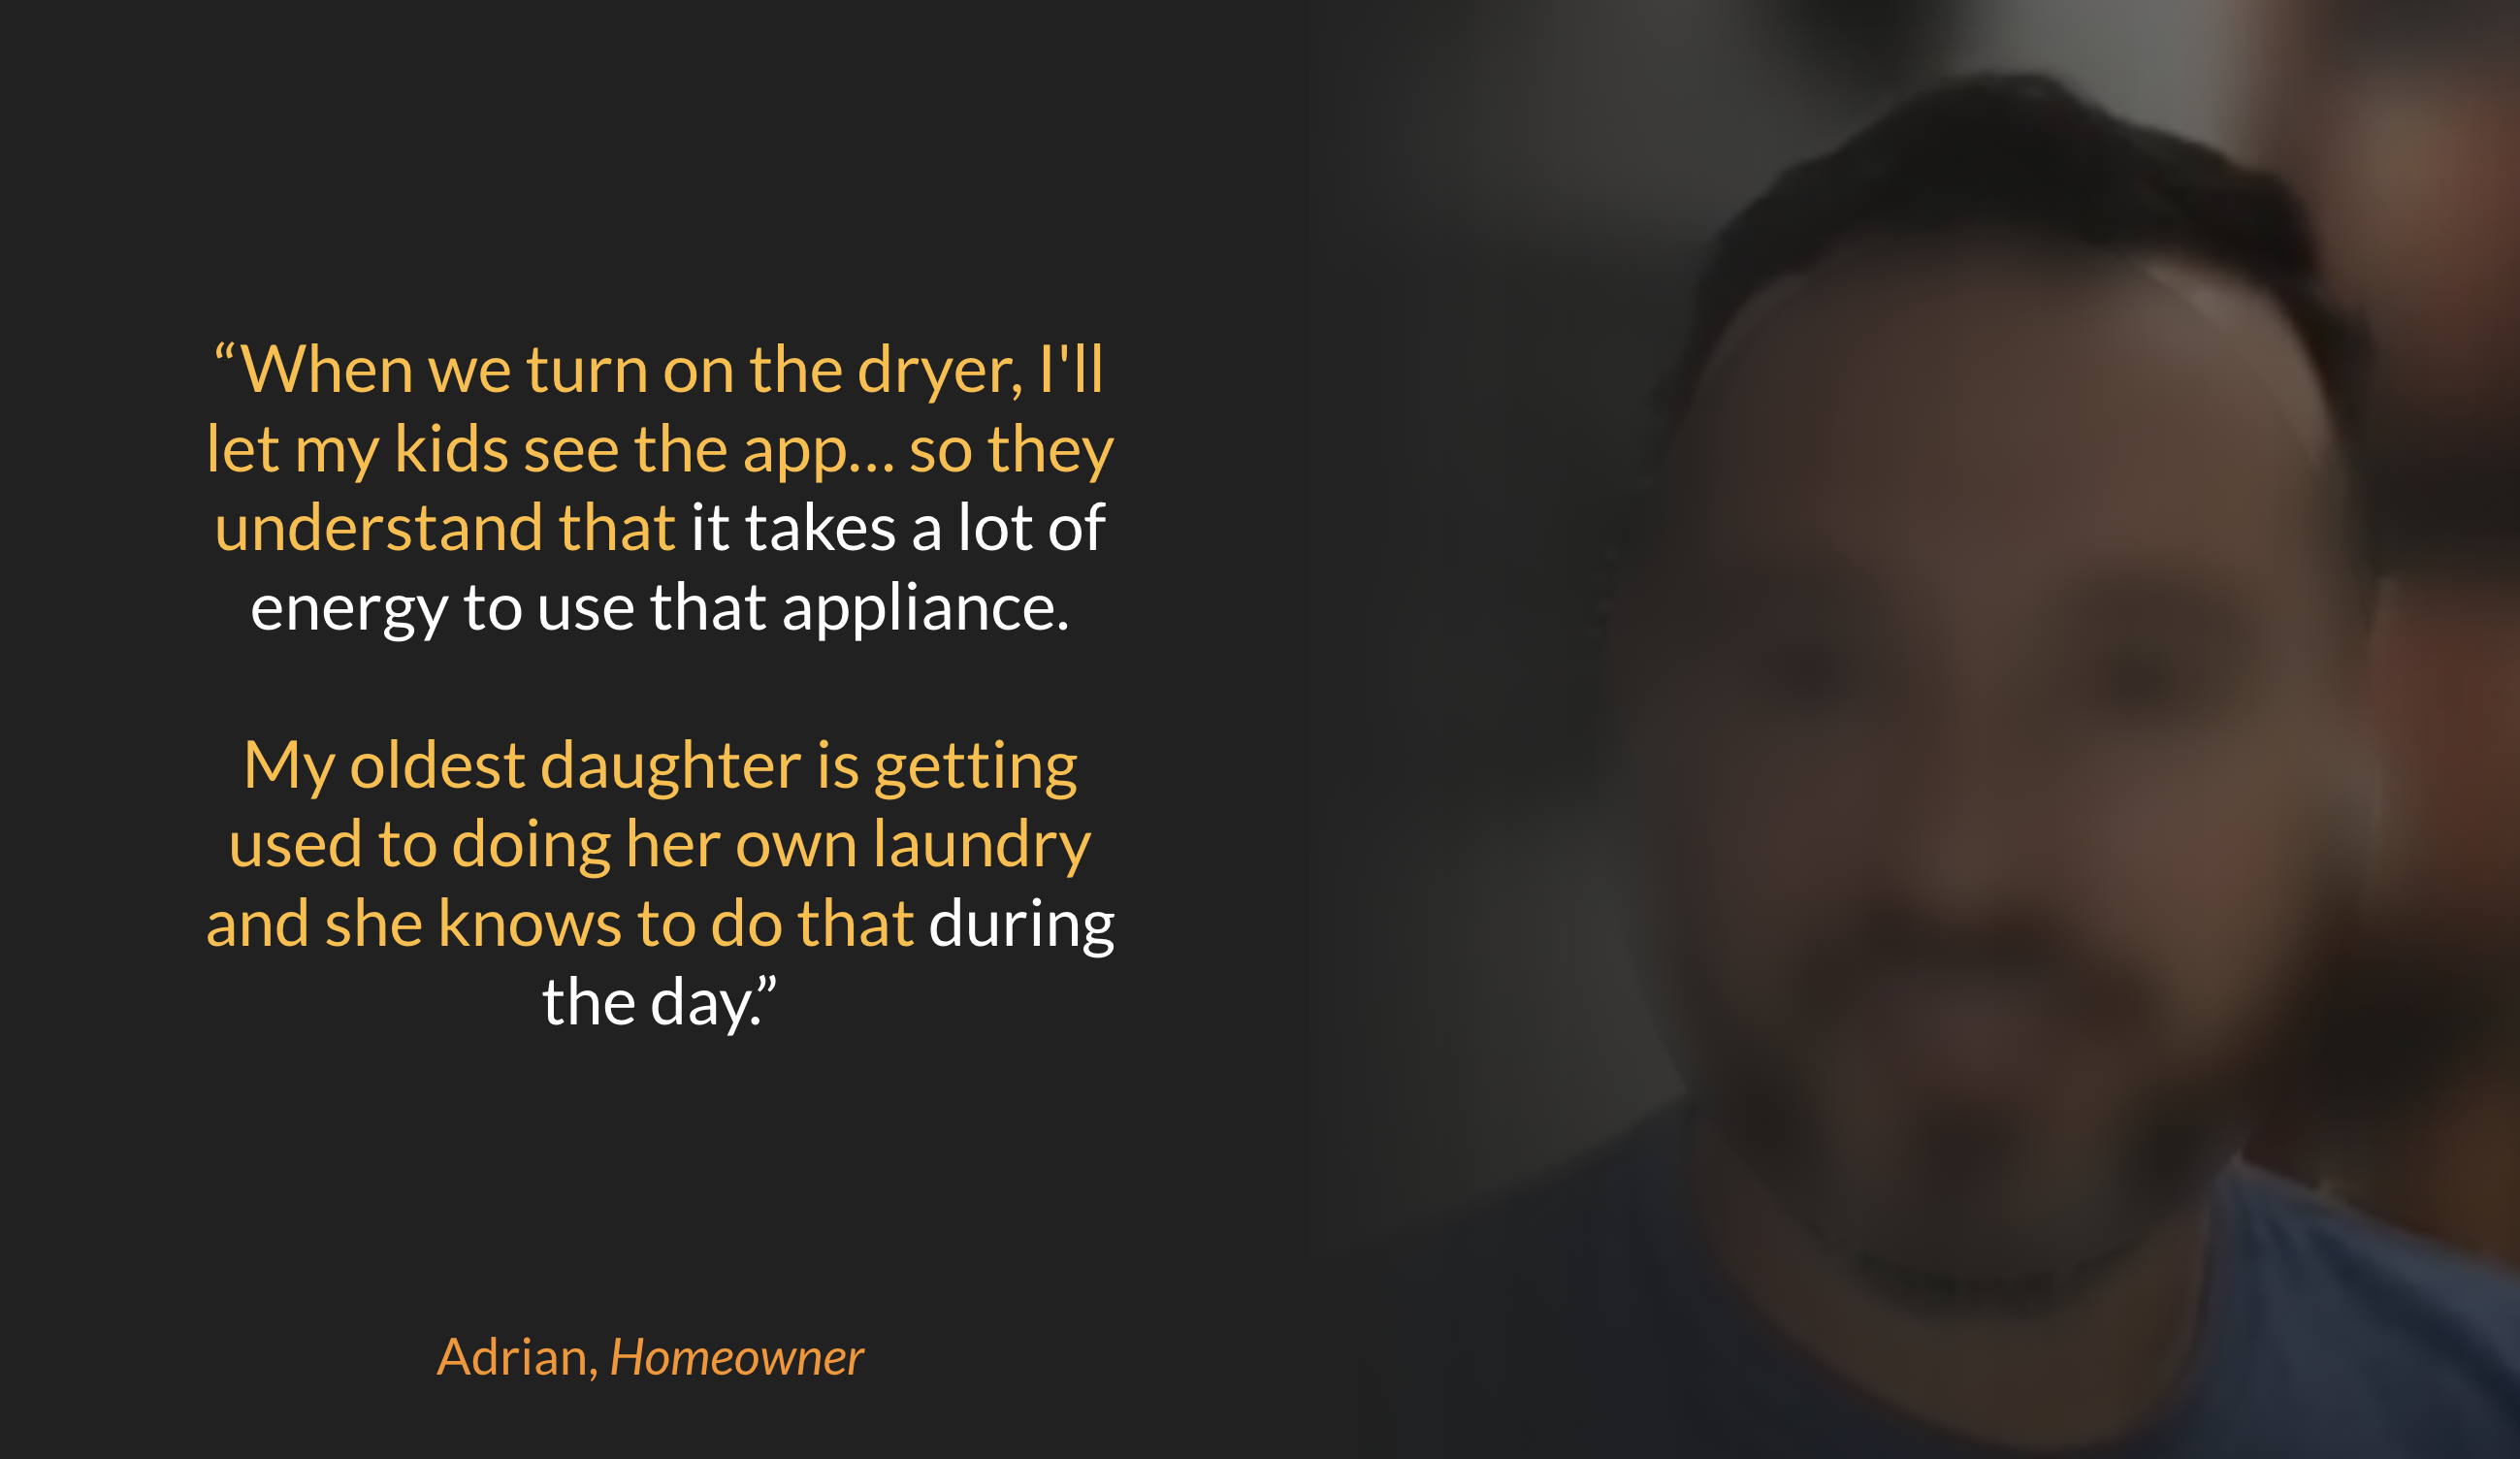 “When we turn on the dryer, I'll
let my kids see the app... so they
understand that it takes a lot of
energy to use that appliance.
My oldest daughter is getting
used to doing her own laundry
and she knows to do that during
the day.”
Adrian, Homeowner